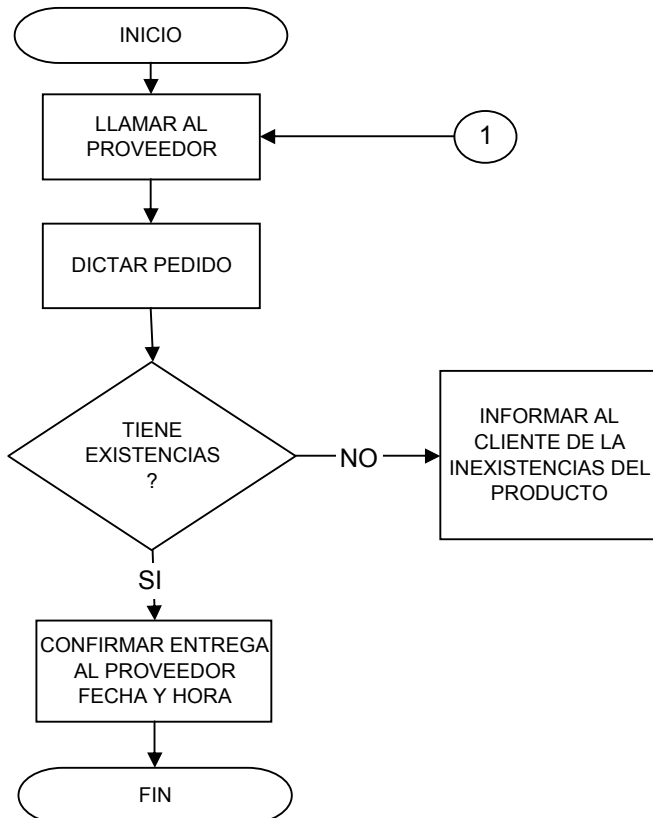 INICIO
LLAMAR AL
PROVEEDOR
1
DICTAR PEDIDO
TIENE
EXISTENCIAS
?
NO
INFORMAR AL
CLIENTE DE LA
INEXISTENCIAS DEL
PRODUCTO
SI
CONFIRMAR ENTREGA
AL PROVEEDOR
FECHA Y HORA
FIN